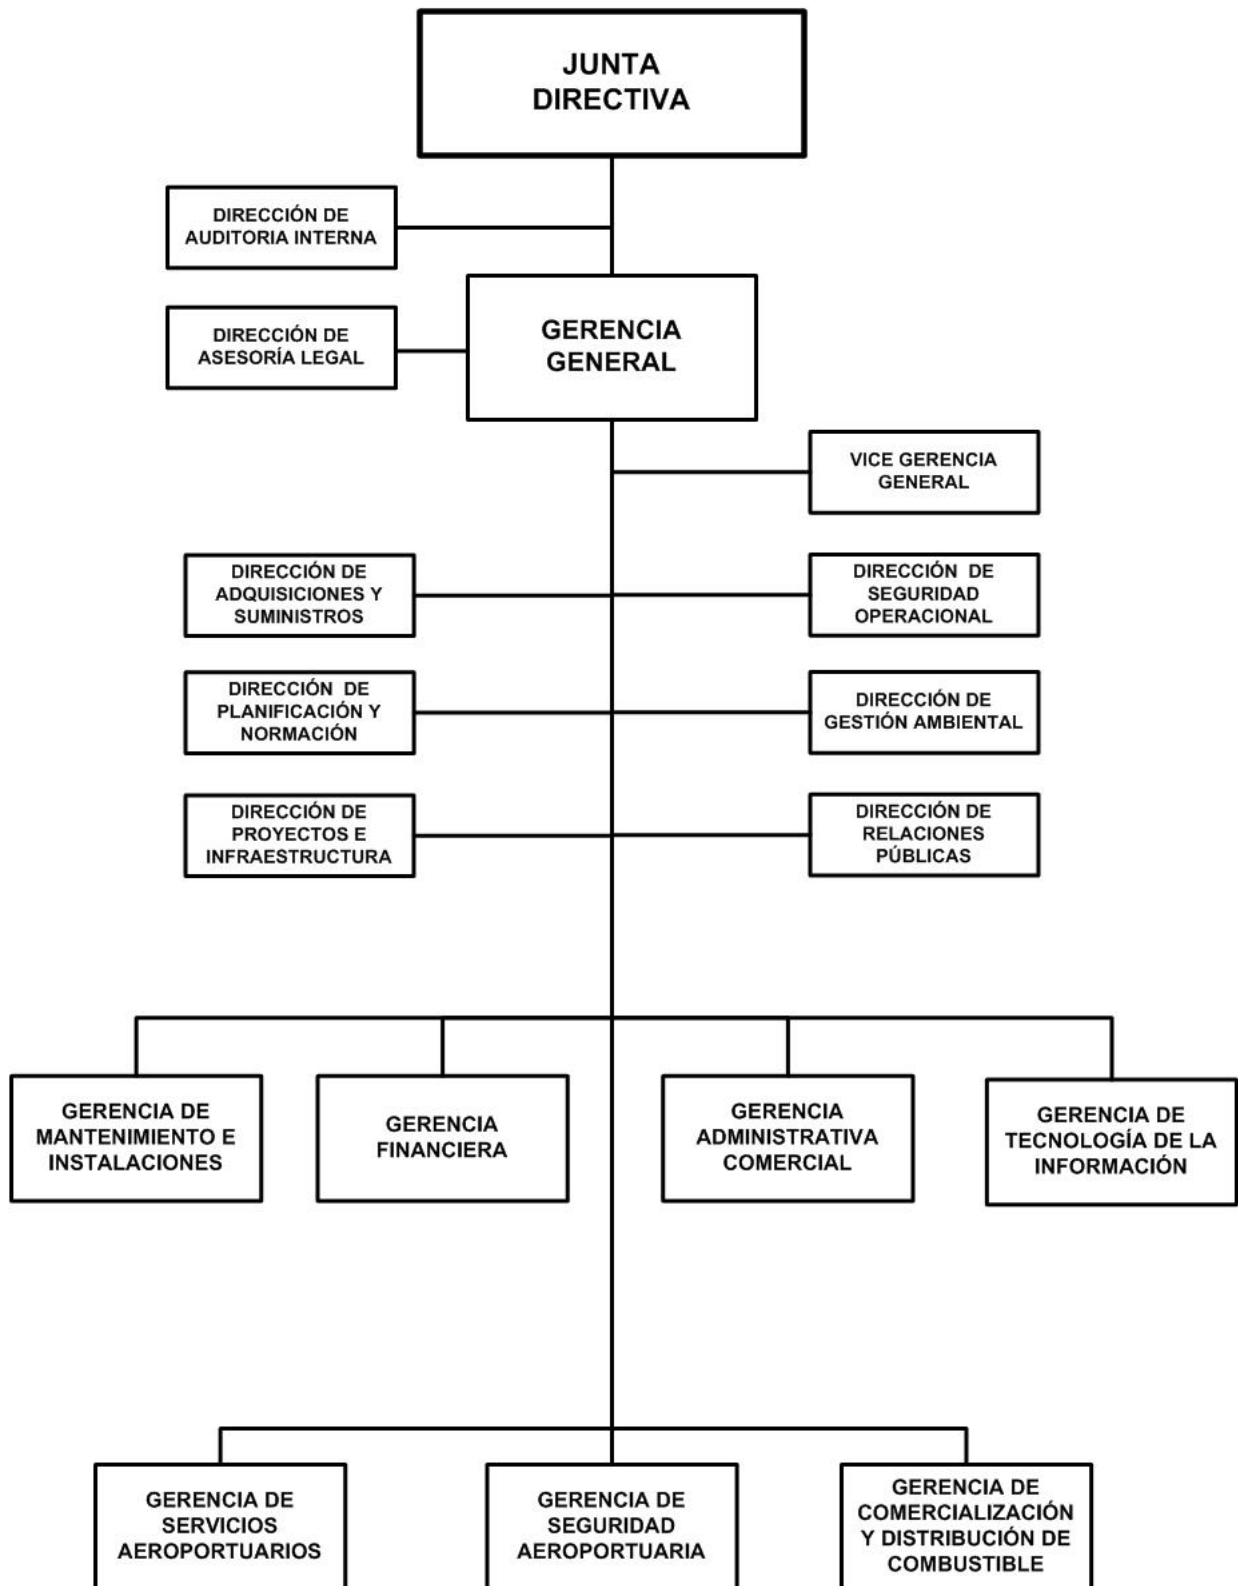 JUNTA
DIRECTIVA
DIRECCIÓN DE
AUDITORIA INTERNA
DIRECCIÓN DE
ASESORÍA LEGAL
GERENCIA
GENERAL
VICE GERENCIA
GENERAL
DIRECCIÓN DE
ADQUISICIONES Y
SUMINISTROS
DIRECCIÓN DE
SEGURIDAD
OPERACIONAL
DIRECCIÓN DE
PLANIFICACIÓN Y
NORMACIÓN
DIRECCIÓN DE
GESTIÓN AMBIENTAL
DIRECCIÓN DE
PROYECTOS E
INFRAESTRUCTURA
DIRECCIÓN DE
RELACIONES
PÚBLICAS
GERENCIA DE
MANTENIMIENTO E
INSTALACIONES
GERENCIA
FINANCIERA
GERENCIA
ADMINISTRATIVA
COMERCIAL
GERENCIA DE
TECNOLOGÍA DE LA
INFORMACIÓN
GERENCIA DE
SERVICIOS
AEROPORTUARIOS
GERENCIA DE
SEGURIDAD
AEROPORTUARIA
GERENCIA DE
COMERCIALIZACIÓN
Y DISTRIBUCIÓN DE
COMBUSTIBLE